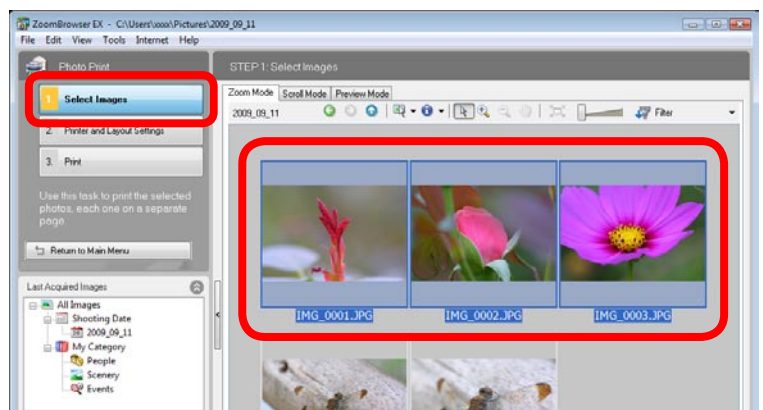 ZoomBrowser EX - C:\Users\xxxx\Pictures\2009_09_11
File Edit View Tools Internet Help
Photo Print
STEP 1: Select Images
1. Select Images
2. Printer and Layout Settings
3. Print
Use this task to print the selected
photos, each one on a separate
page.
Return to Main Menu
Zoom Mode Scroll Mode Preview Mode
2009_09_11
Filter
IMG_0001.JPG IMG_0002.JPG IMG_0003.JPG
Last Acquired Images
All Images
Shooting Date
2009_09_11
My Category
People
Scenery
Events